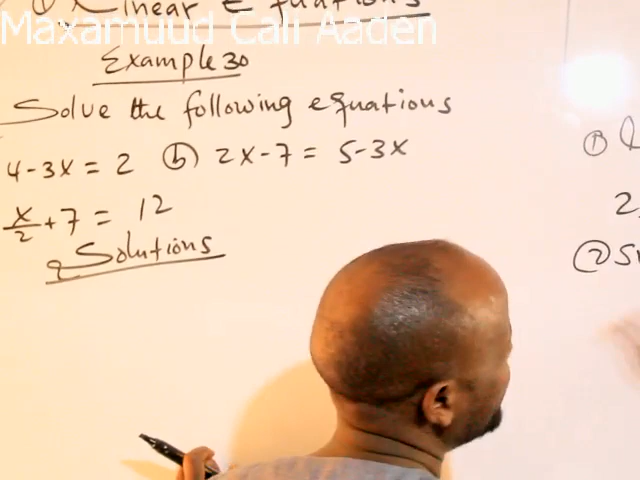 ① Linear Equations
Maxamuud Cali Aaden
Example 30
Solve the following equations
4-3x = 2 (b) 2x-7 = 5-3x
x/2 + 7 = 12
Solutions
①
2
②